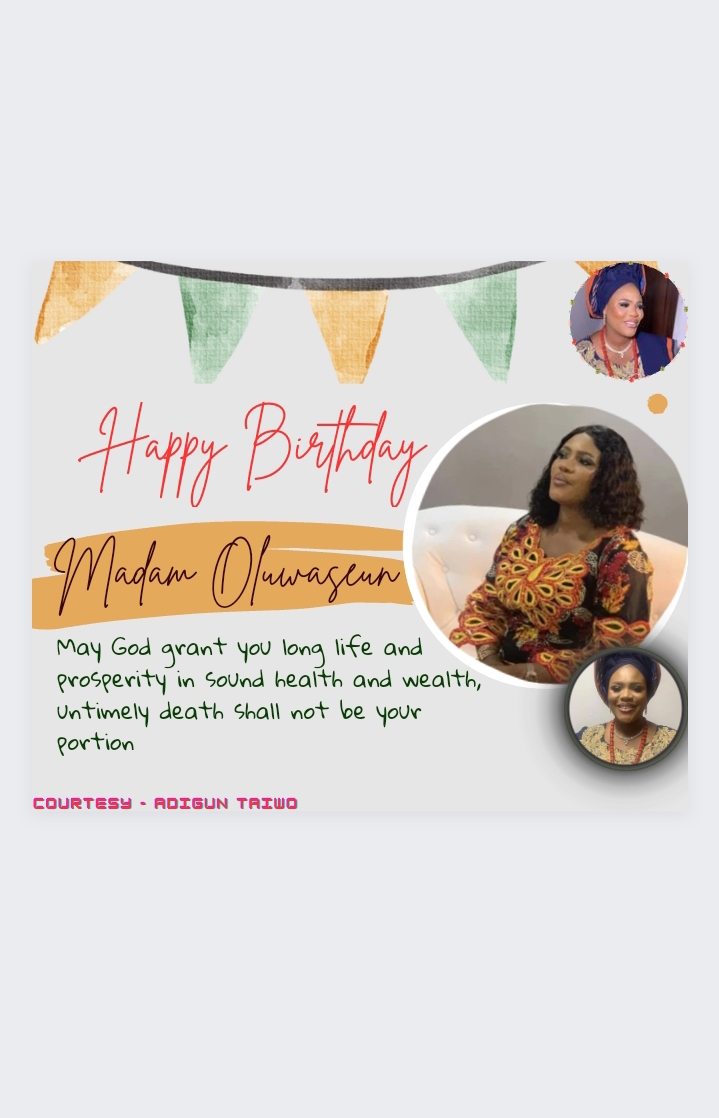 Happy Birthday
Madam Oluwaseun
May God grant you long life and
prosperity in sound health and wealth,
untimely death shall not be your
portion
COURTESY - ADIGUN TAIWO